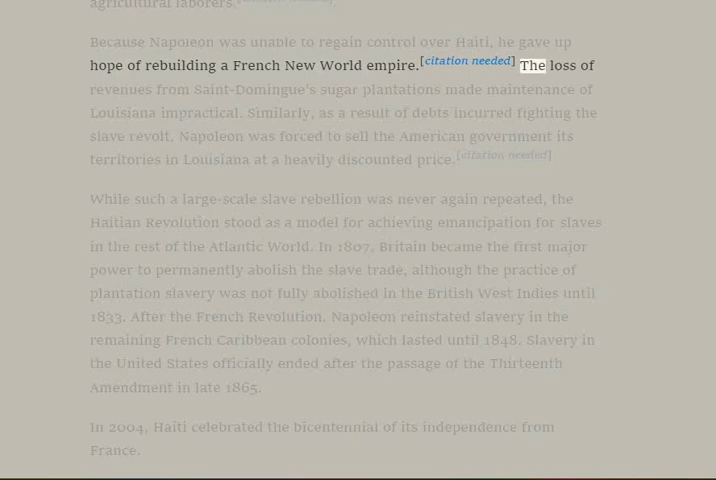 agricultural laborers.[citation needed]
Because Napoleon was unable to regain control over Haiti, he gave up
hope of rebuilding a French New World empire.[citation needed] The loss of
revenues from Saint-Domingue's sugar plantations made maintenance of
Louisiana impractical. Similarly, as a result of debts incurred fighting the
slave revolt, Napoleon was forced to sell the American government its
territories in Louisiana at a heavily discounted price.[citation needed]
While such a large-scale slave rebellion was never again repeated, the
Haitian Revolution stood as a model for achieving emancipation for slaves
in the rest of the Atlantic World. In 1807, Britain became the first major
power to permanently abolish the slave trade, although the practice of
plantation slavery was not fully abolished in the British West Indies until
1833. After the French Revolution, Napoleon reinstated slavery in the
remaining French Caribbean colonies, which lasted until 1848. Slavery in
the United States officially ended after the passage of the Thirteenth
Amendment in late 1865.
In 2004, Haiti celebrated the bicentennial of its independence from
France.